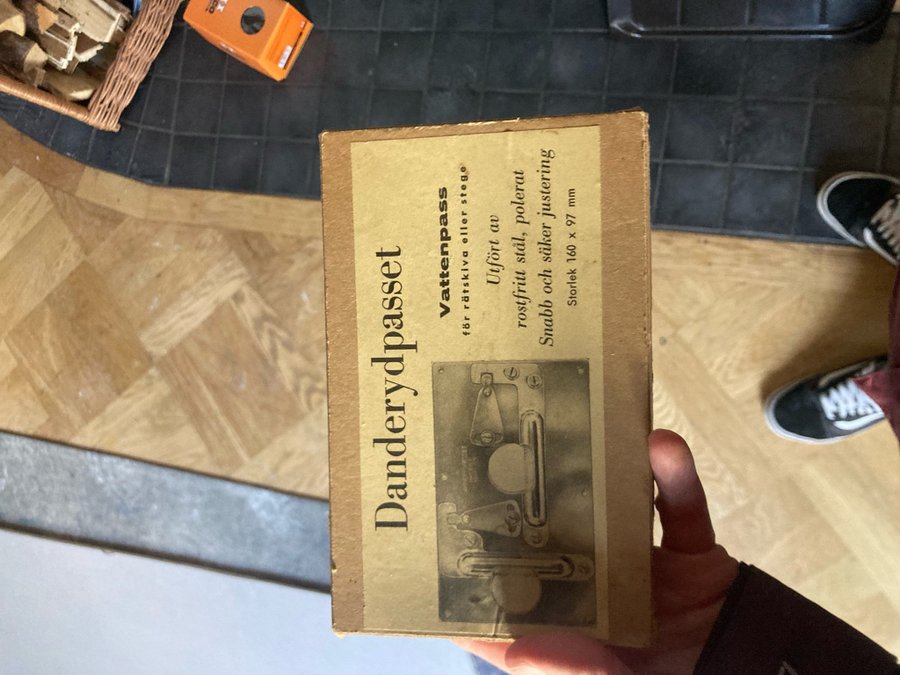 Danderydpasset
Vattenpass
för rätskiva eller stege
Utfört av
rostfritt stål, polerat
Snabb och säker justering
Storlek 160 x 97 mm